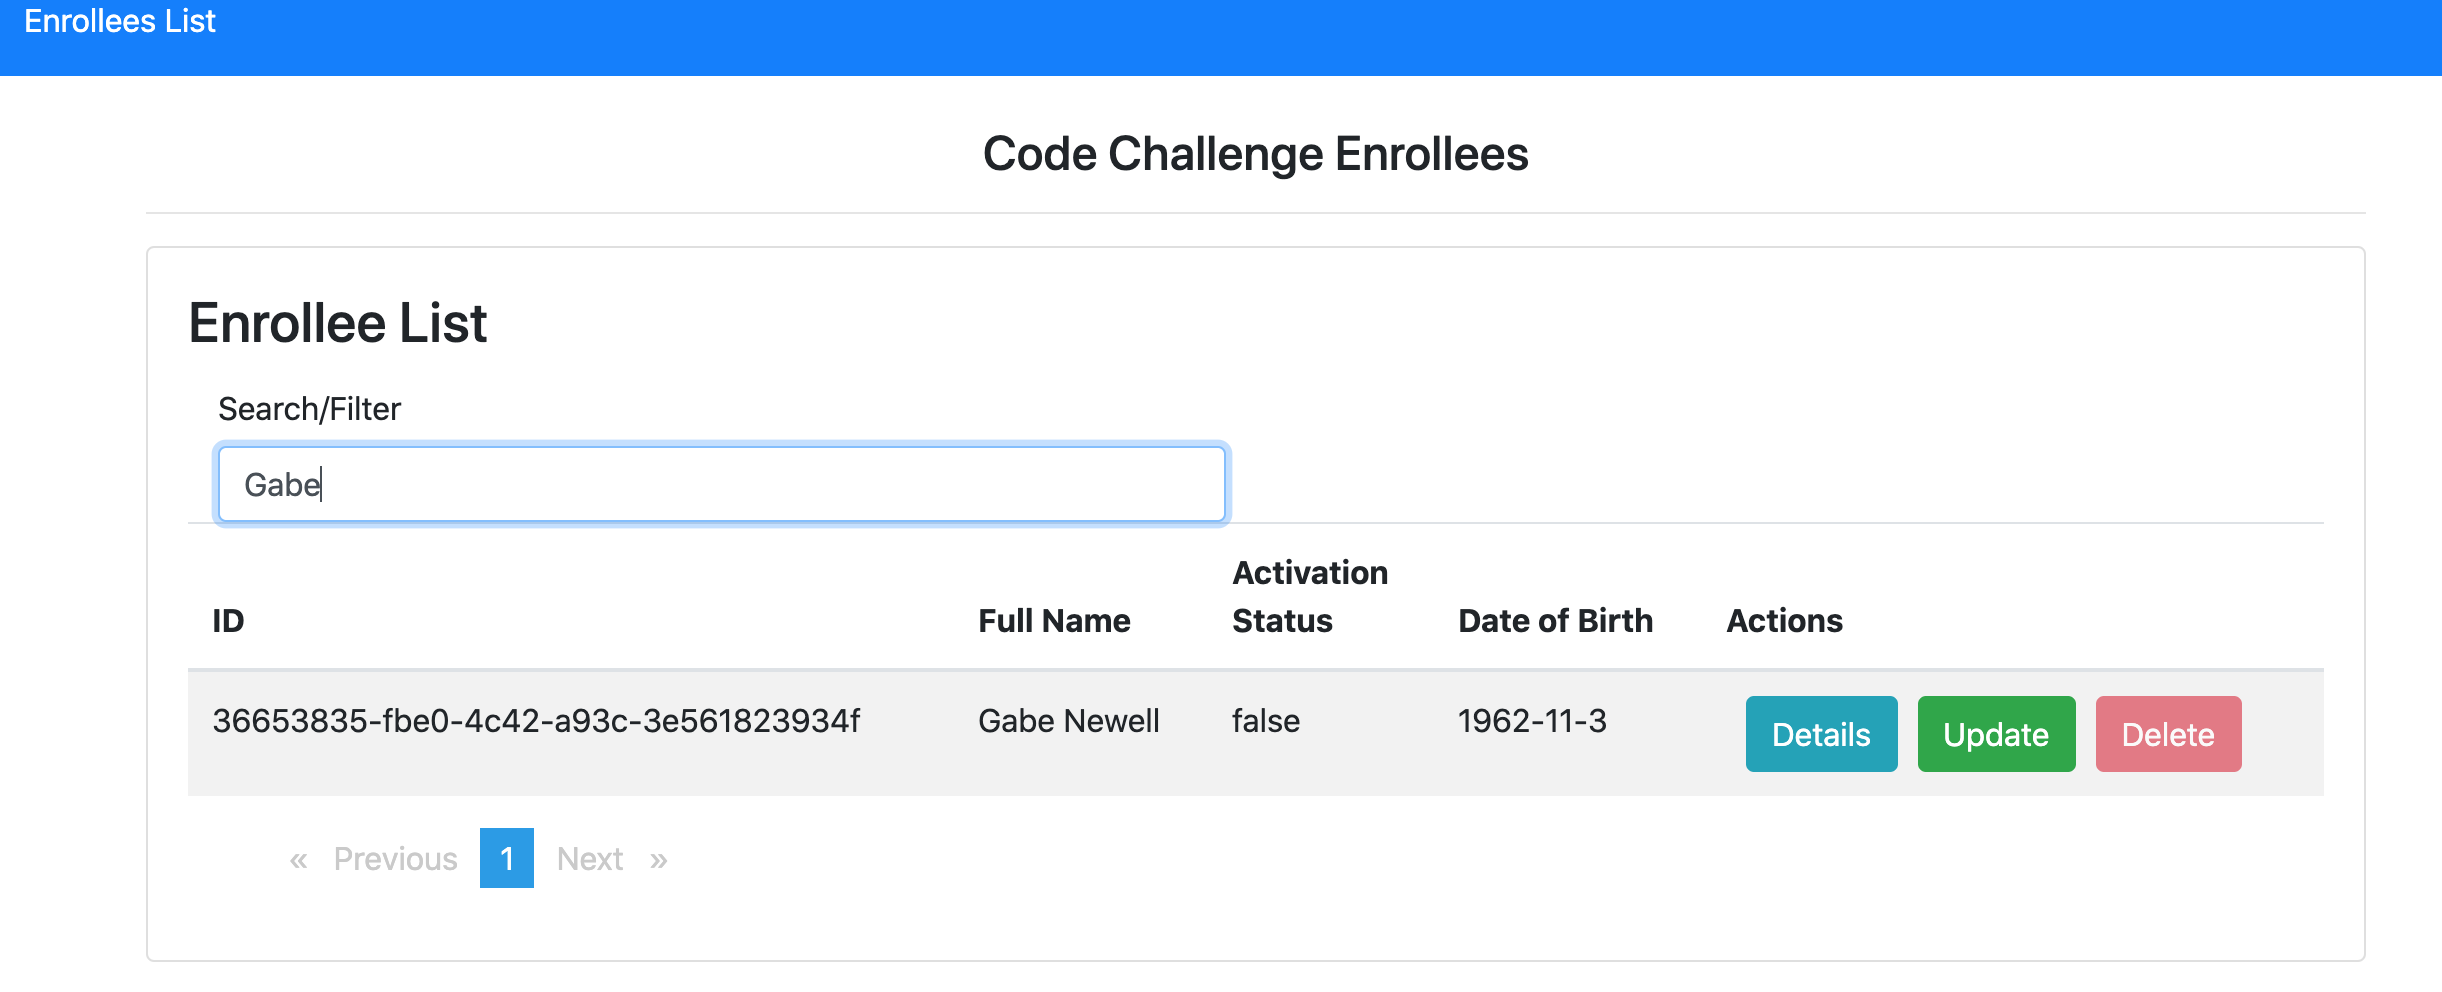 Enrollees List
Code Challenge Enrollees
Enrollee List
Search/Filter
Gabe
ID Full Name Activation Status Date of Birth Actions
36653835-fbe0-4c42-a93c-3e561823934f Gabe Newell false 1962-11-3 Details Update Delete
« Previous 1 Next »